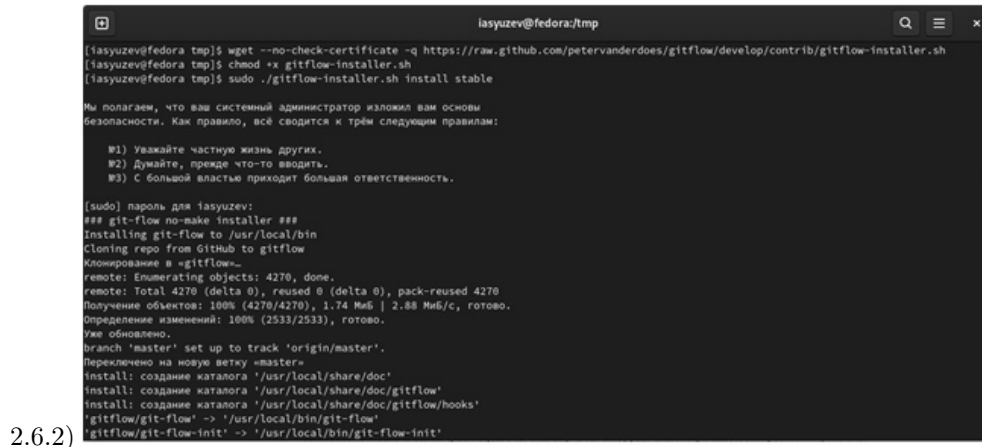 iasyuzev@fedora:/tmp
[iasyuzev@fedora tmp]$ wget --no-check-certificate -q https://raw.github.com/petervanderdoes/gitflow/develop/contrib/gitflow-installer.sh
[iasyuzev@fedora tmp]$ chmod +x gitflow-installer.sh
[iasyuzev@fedora tmp]$ sudo ./gitflow-installer.sh install stable
Мы полагаем, что ваш системный администратор изложил вам основы
безопасности. Как правило, всё сводится к трём следующим правилам:
№1) Уважайте частную жизнь других.
№2) Думайте, прежде что-то вводить.
№3) С большой властью приходит большая ответственность.
[sudo] пароль для iasyuzev:
### git-flow no-make installer ###
Installing git-flow to /usr/local/bin
Cloning repo from GitHub to gitflow
Клонирование в «gitflow»…
remote: Enumerating objects: 4270, done.
remote: Total 4270 (delta 0), reused 0 (delta 0), pack-reused 4270
Получение объектов: 100% (4270/4270), 1.74 МиБ | 2.88 МиБ/с, готово.
Определение изменений: 100% (2533/2533), готово.
Уже обновлено.
branch 'master' set up to track 'origin/master'.
Переключено на новую ветку «master»
install: создание каталога '/usr/local/share/doc'
install: создание каталога '/usr/local/share/doc/gitflow'
install: создание каталога '/usr/local/share/doc/gitflow/hooks'
'gitflow/git-flow' -> '/usr/local/bin/git-flow'
'gitflow/git-flow-init' -> '/usr/local/bin/git-flow-init'
2.6.2)